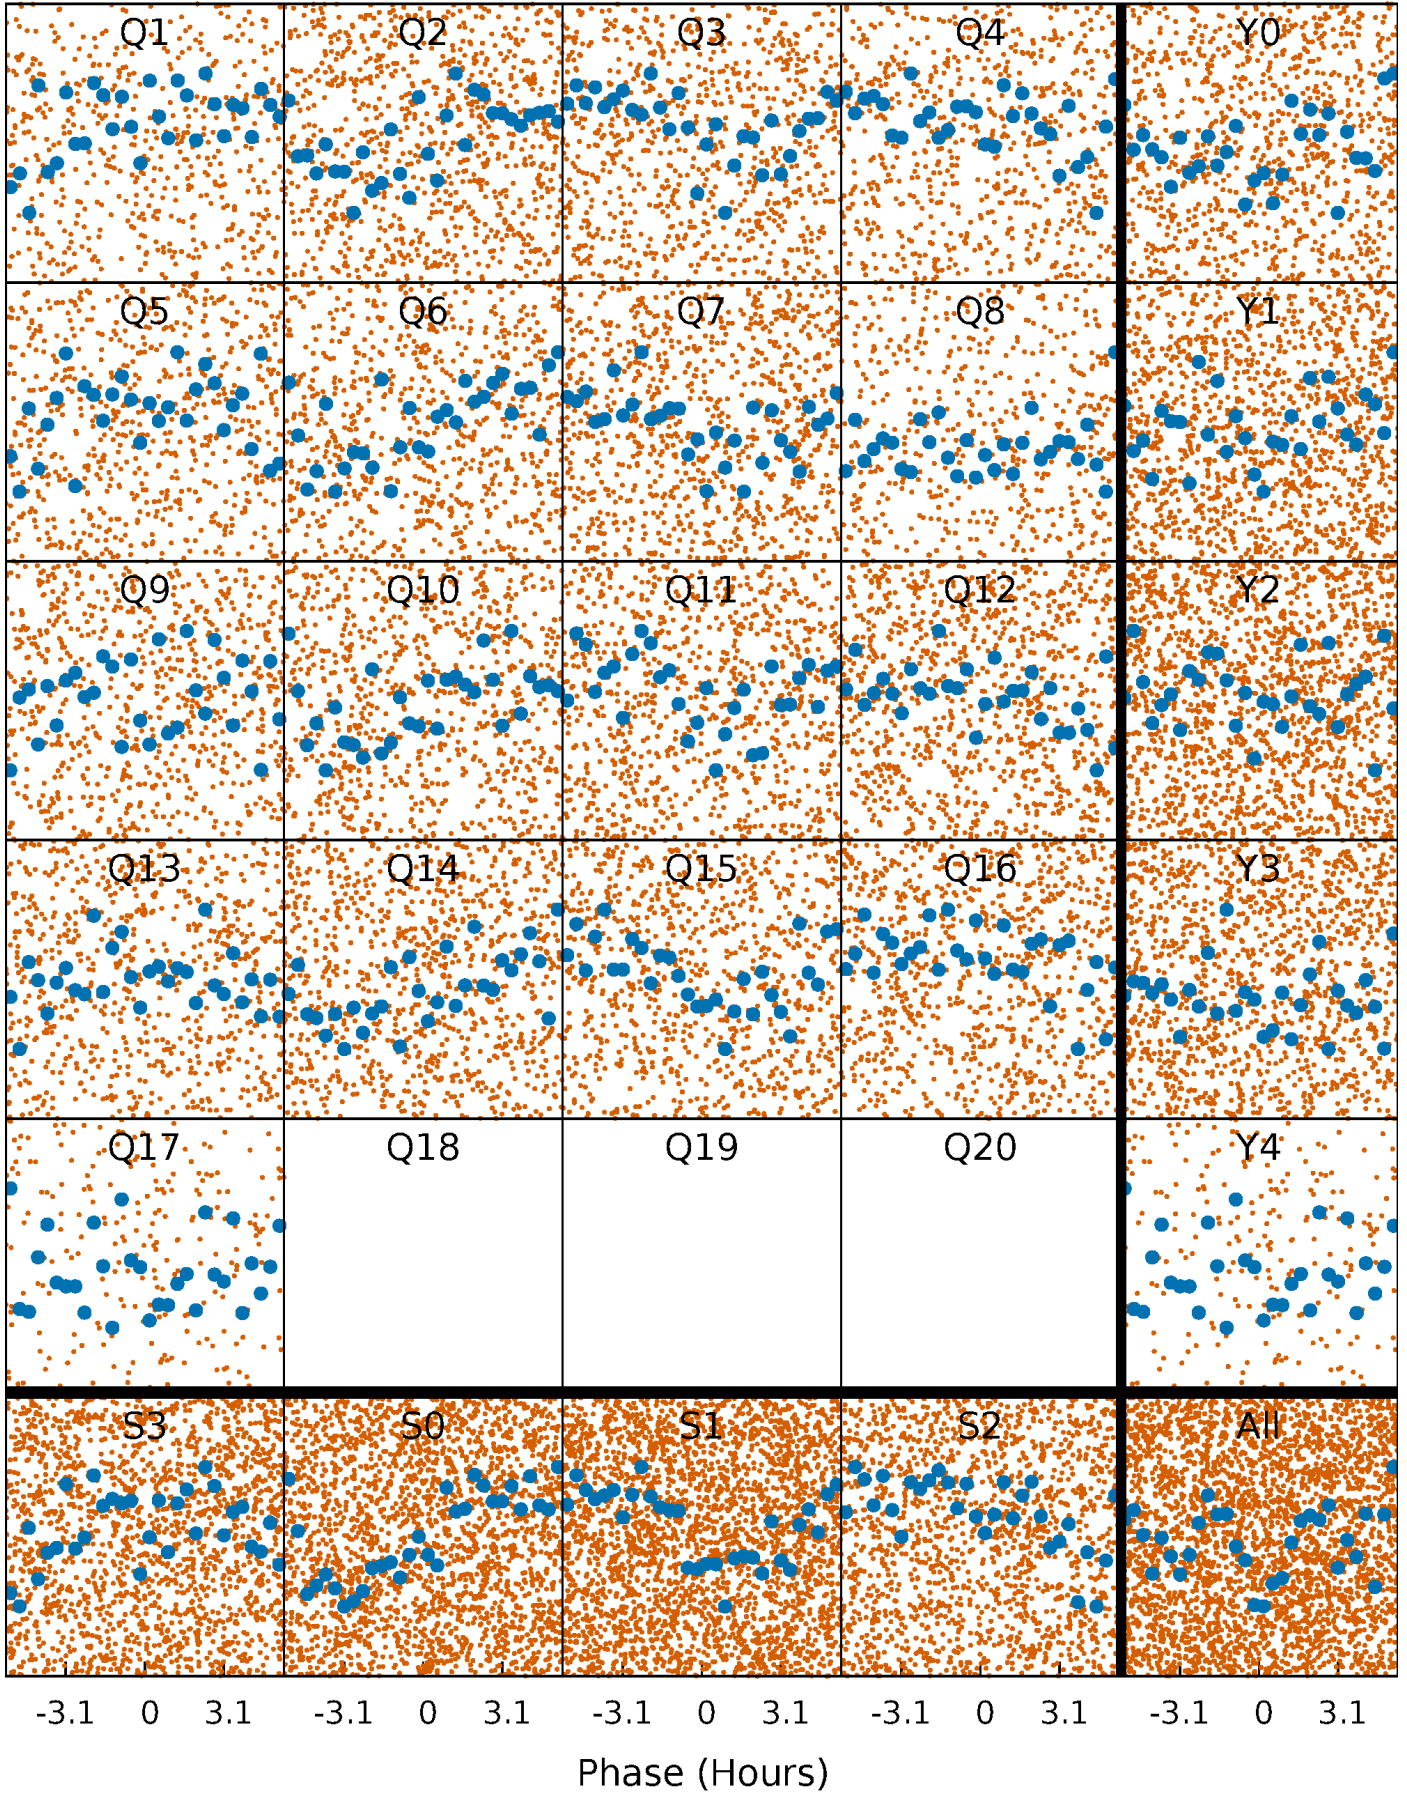 Q1 Q2 Q3 Q4 Y0
Q5 Q6 Q7 Q8 Y1
Q9 Q10 Q11 Q12 Y2
Q13 Q14 Q15 Q16 Y3
Q17 Q18 Q19 Q20 Y4
S3 S0 S1 S2 All
-3.1 0 3.1 -3.1 0 3.1 -3.1 0 3.1 -3.1 0 3.1 -3.1 0 3.1
Phase (Hours)